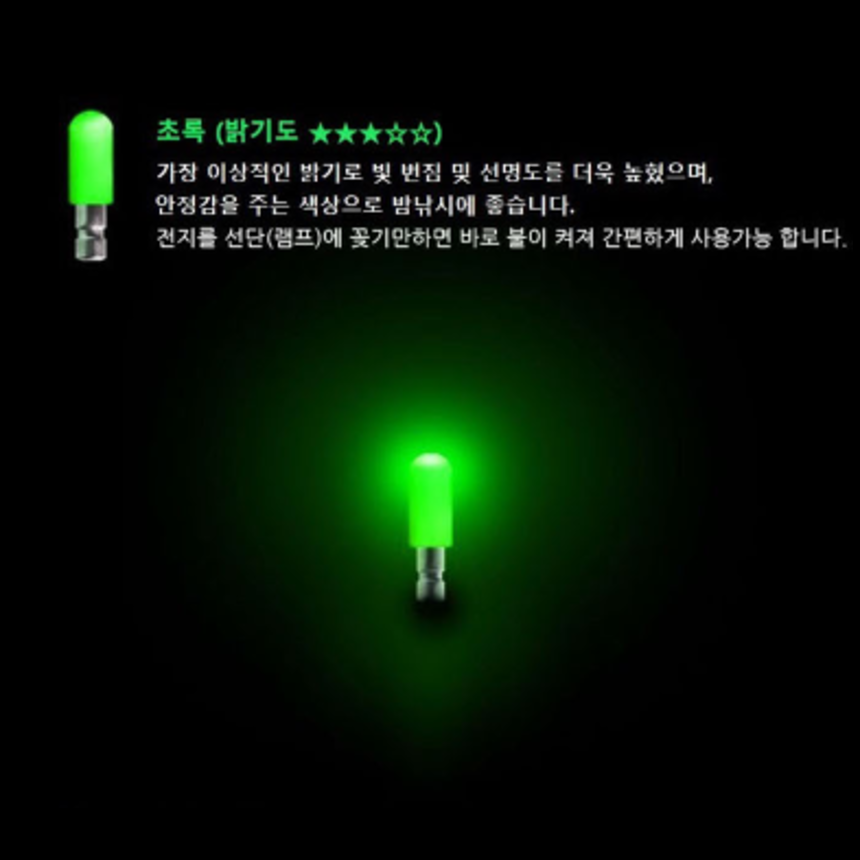 초록 (밝기도 ★★★☆☆)
가장 이상적인 밝기로 빛 번짐 및 선명도를 더욱 높혔으며,
안정감을 주는 색상으로 밤낚시에 좋습니다.
전지를 선단(램프)에 꽂기만하면 바로 불이 켜져 간편하게 사용가능 합니다.